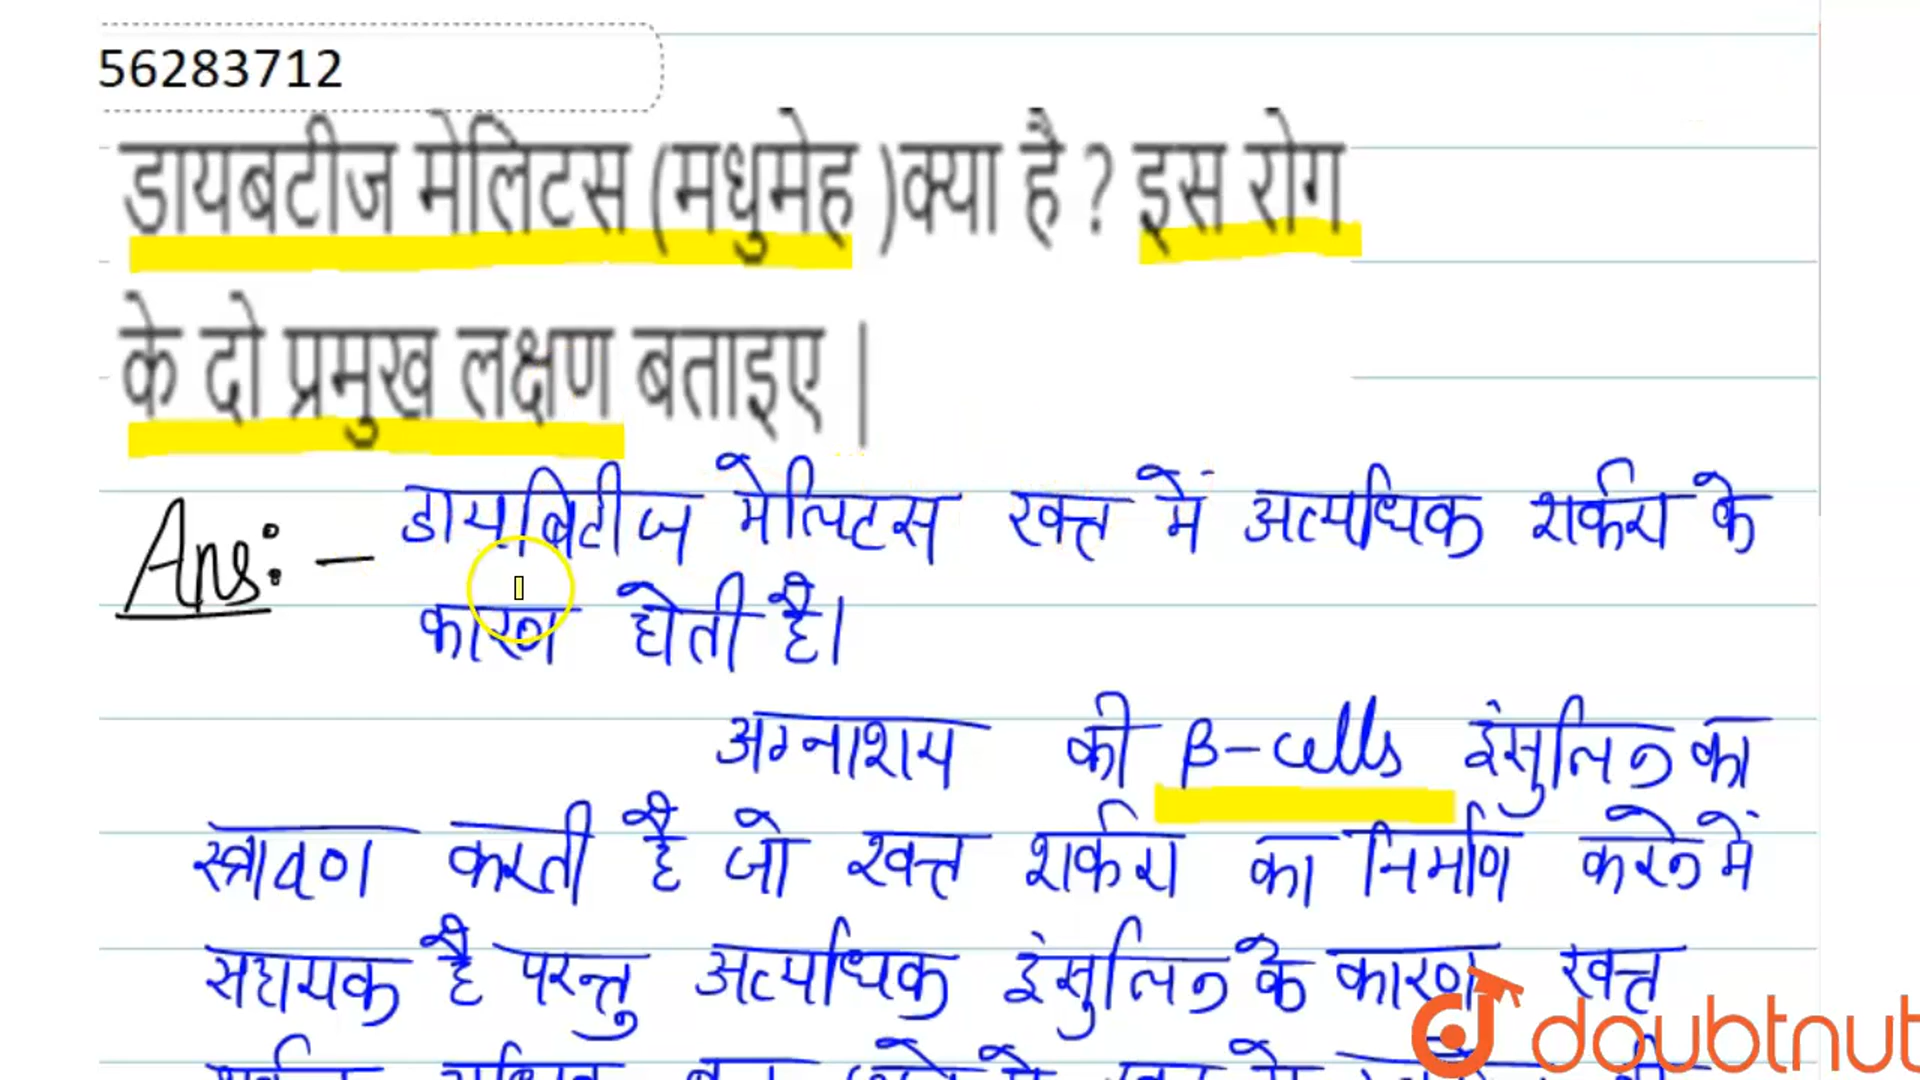 56283712
डायबटीज मेलिटस (मधुमेह )क्या है ? इस रोग
के दो प्रमुख लक्षण बताइए |
Ans:- डायबिटीज मेलिटस रक्त में अत्यधिक शर्करा के
कारण होती है।
अग्नाशय की β-cells इंसुलिन का
स्त्रावण करती है जो रक्त शर्करा का निर्माण करने में
सहायक है परन्तु अत्यधिक इंसुलिन के कारण रक्त
doubtnut